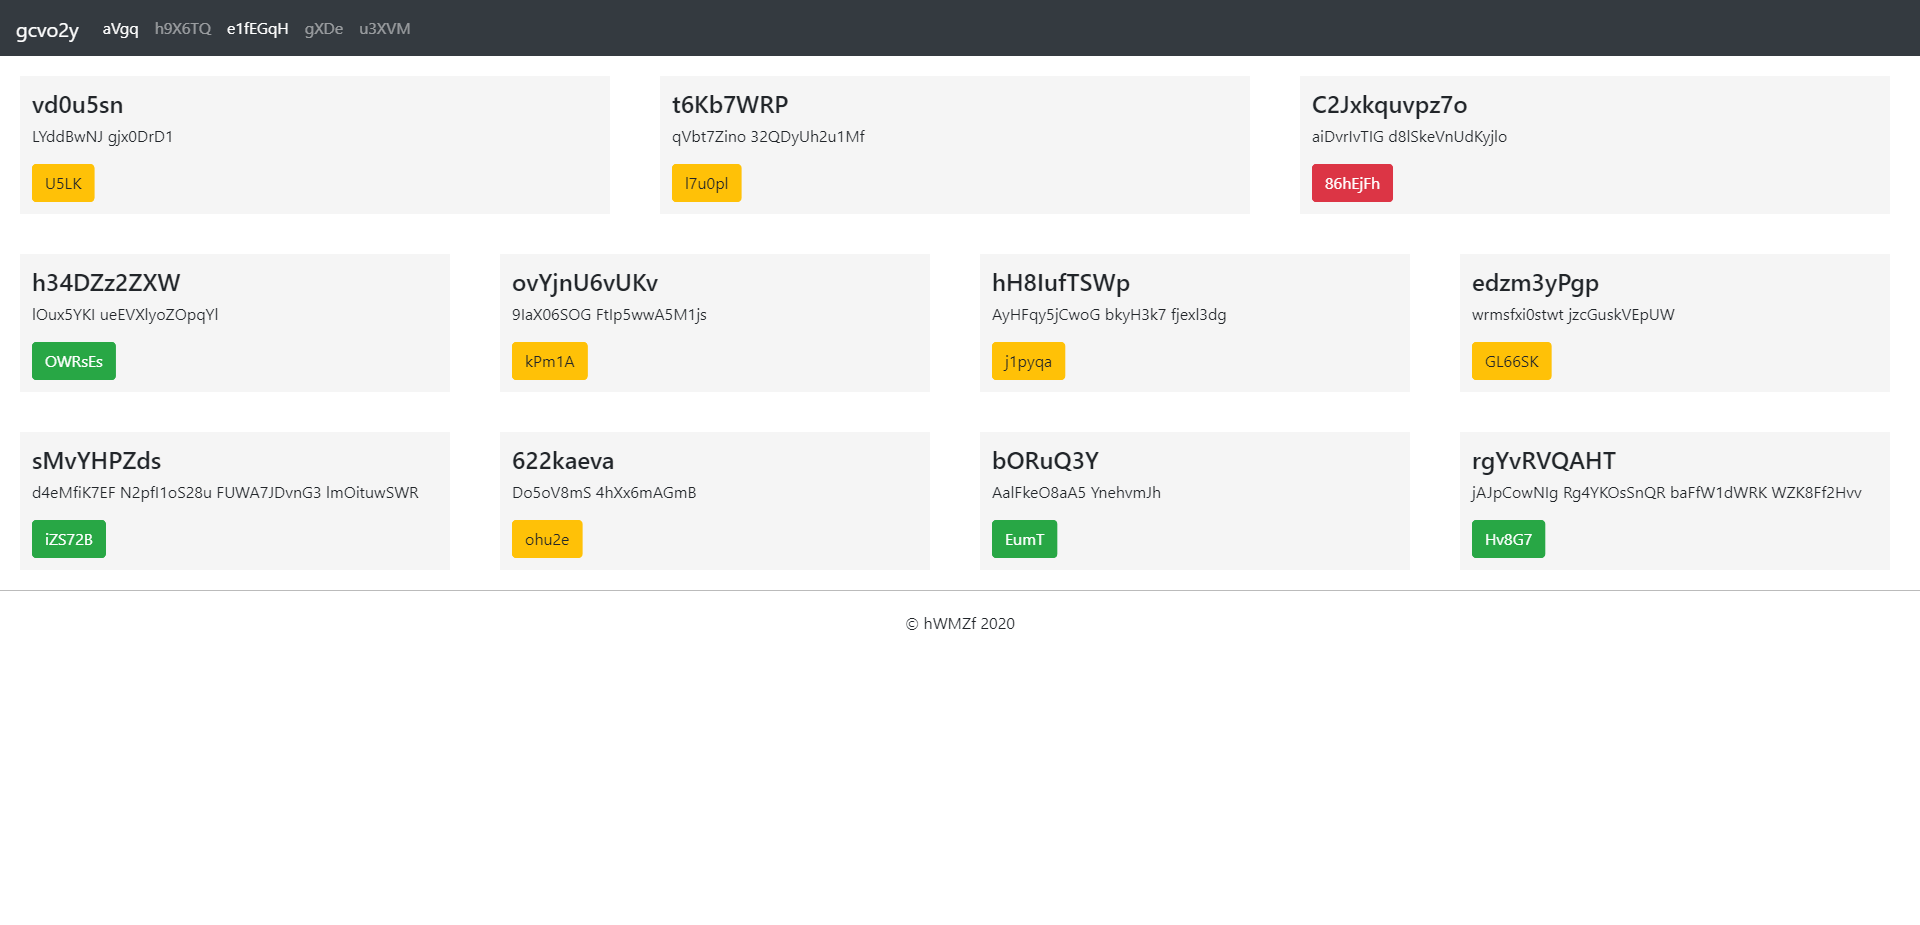 gcvo2y aVgq h9X6TQ e1fEGqH gXDe u3XVM
vd0u5sn
LYddBwNJ gjx0DrD1
U5LK
t6Kb7WRP
qVbt7Zino 32QDyUh2u1Mf
l7u0pl
C2Jxkquvpz7o
aiDvrIvTIG d8lSkeVnUdKyjlo
86hEjFh
h34DZz2ZXW
lOux5YKI ueEVXlyoZOpqYl
OWRsEs
ovYjnU6vUKv
9IaX06SOG FtIp5wwA5M1js
kPm1A
hH8IufTSWp
AyHFqy5jCwoG bkyH3k7 fjexI3dg
j1pyqa
edzm3yPgp
wrmsfxi0stwt jzcGuskVEpUW
GL66SK
sMvYHPZds
d4eMfiK7EF N2pfI1oS28u FUWA7JDvnG3 lmOituwSWR
iZS72B
622kaeva
Do5oV8mS 4hXx6mAGmB
ohu2e
bORuQ3Y
AalFkeO8aA5 YnehvmJh
EumT
rgYvRVQAHT
jAJpCowNIg Rg4YKOsSnQR baFfW1dWRK WZK8Ff2Hvv
Hv8G7
© hWMZf 2020